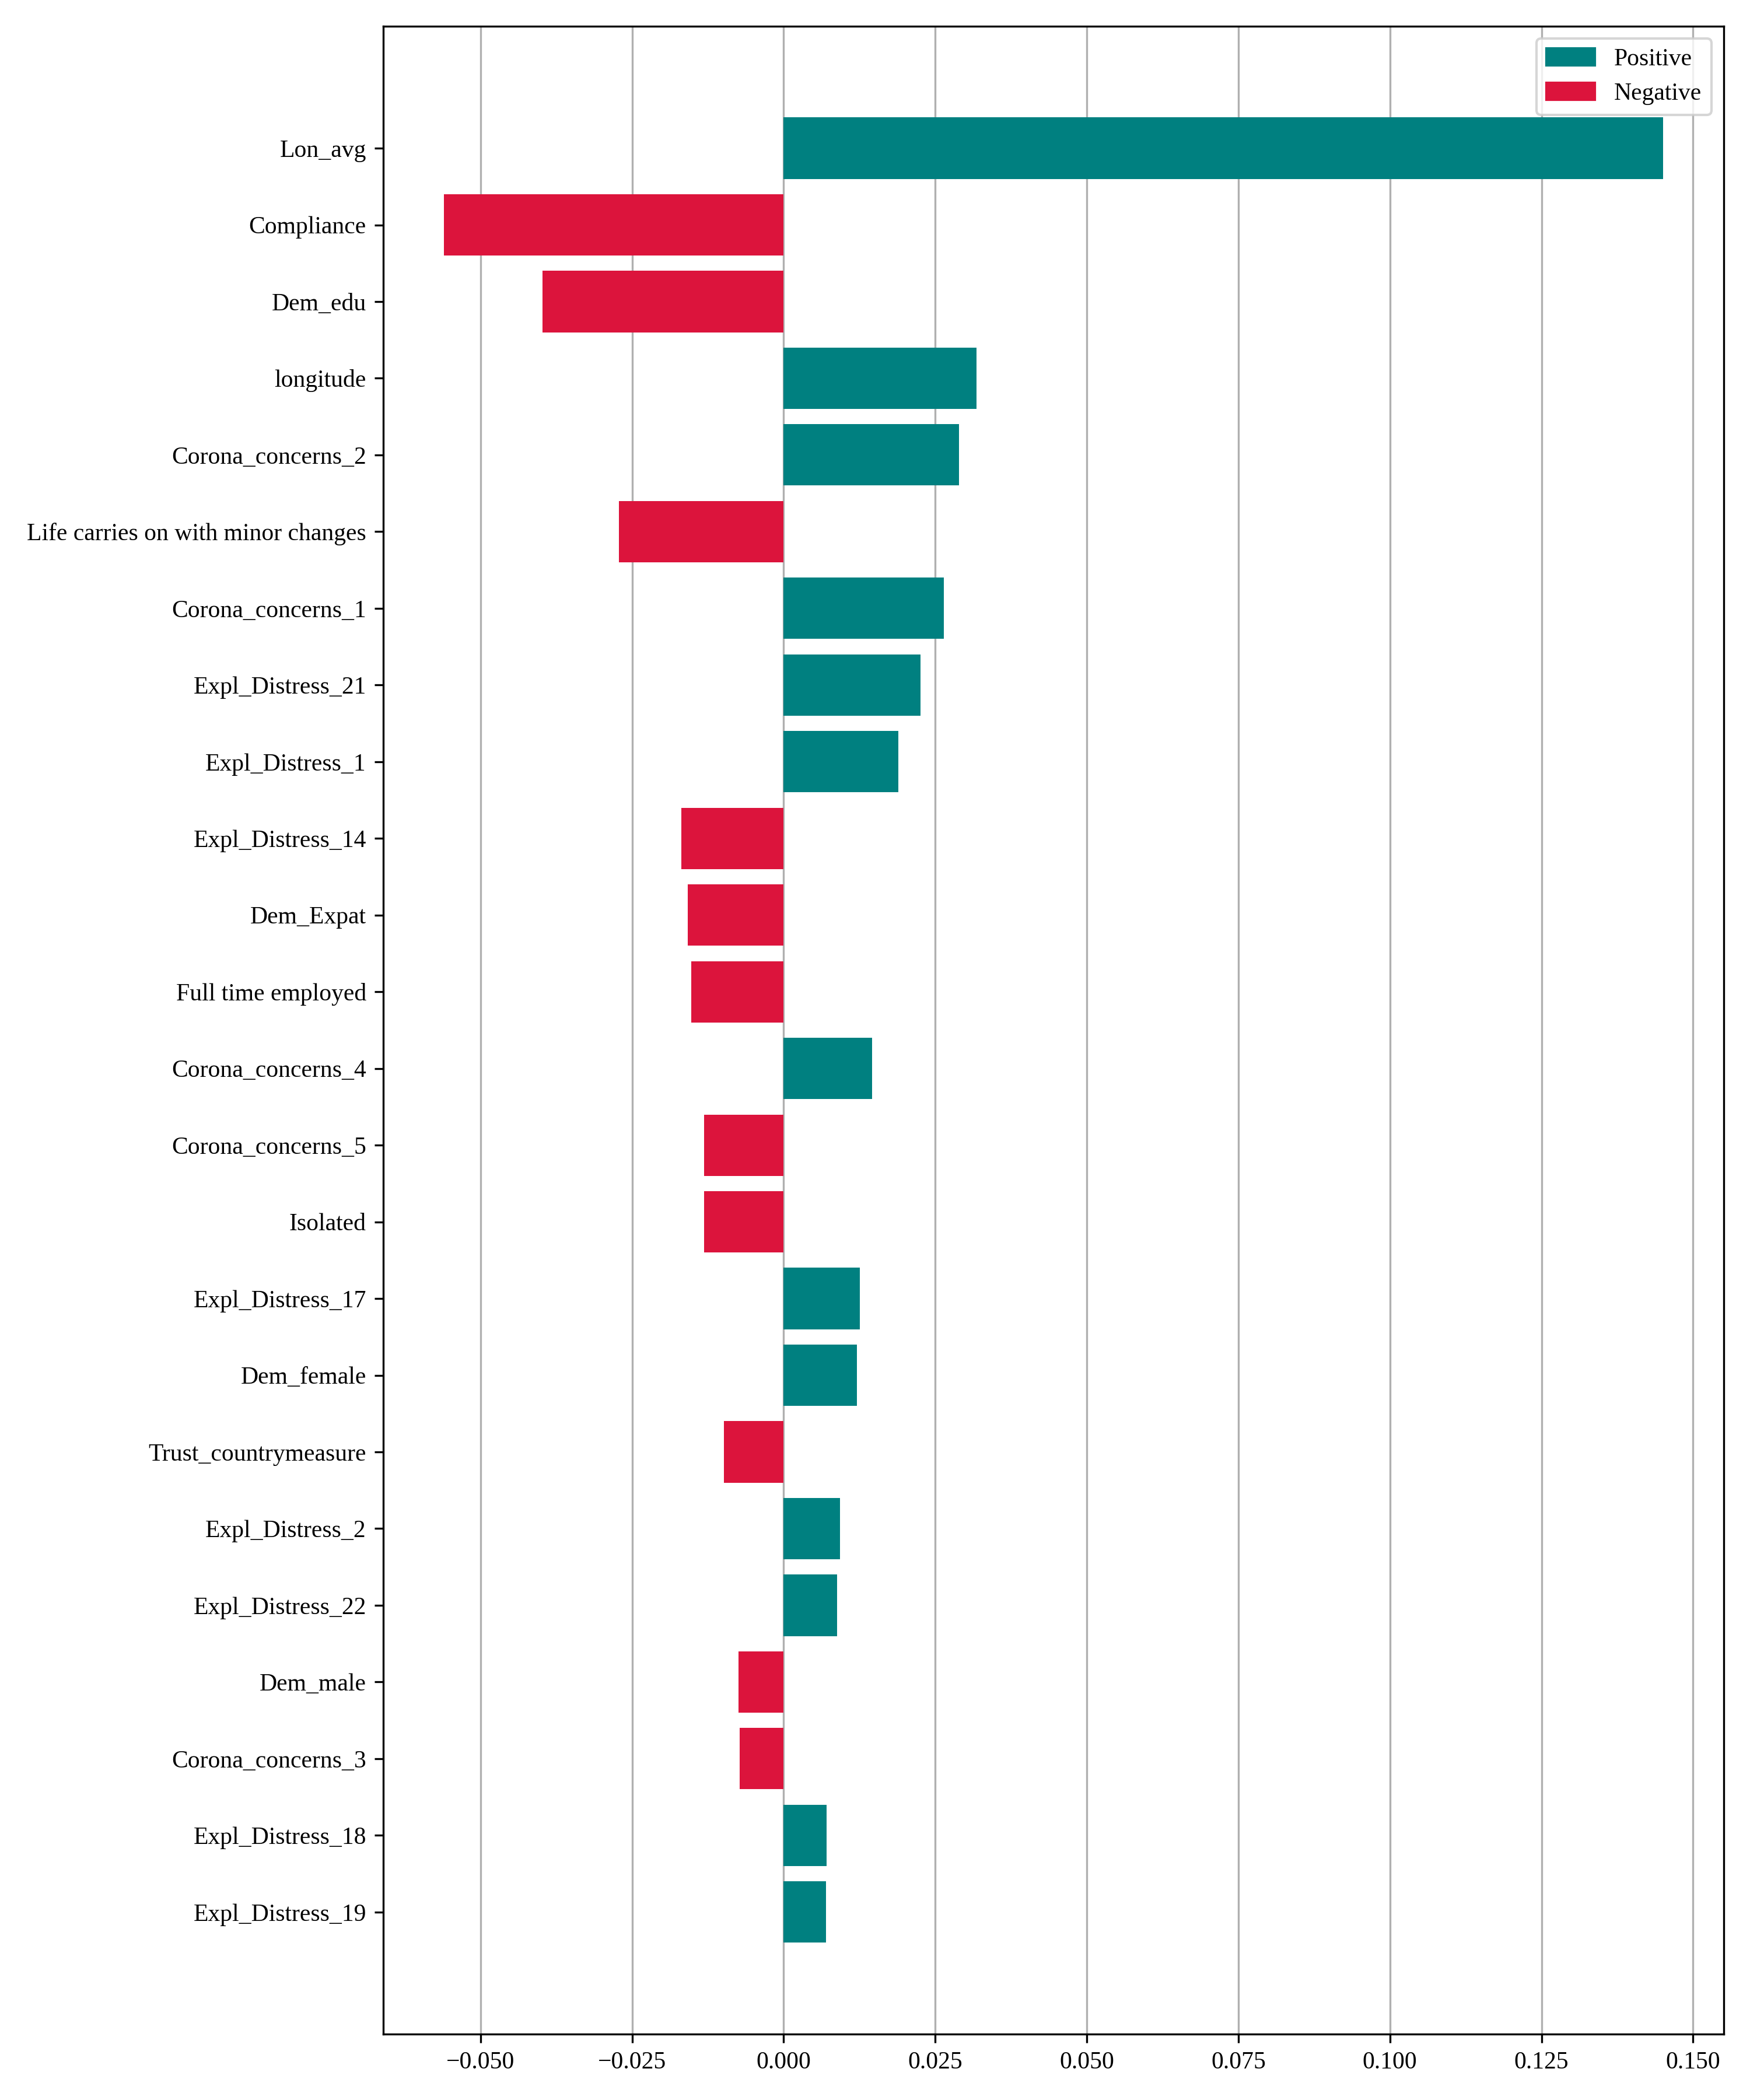 Positive
Negative
Lon_avg
Compliance
Dem_edu
longitude
Corona_concerns_2
Life carries on with minor changes
Corona_concerns_1
Expl_Distress_21
Expl_Distress_1
Expl_Distress_14
Dem_Expat
Full time employed
Corona_concerns_4
Corona_concerns_5
Isolated
Expl_Distress_17
Dem_female
Trust_countrymeasure
Expl_Distress_2
Expl_Distress_22
Dem_male
Corona_concerns_3
Expl_Distress_18
Expl_Distress_19
−0.050 −0.025 0.000 0.025 0.050 0.075 0.100 0.125 0.150